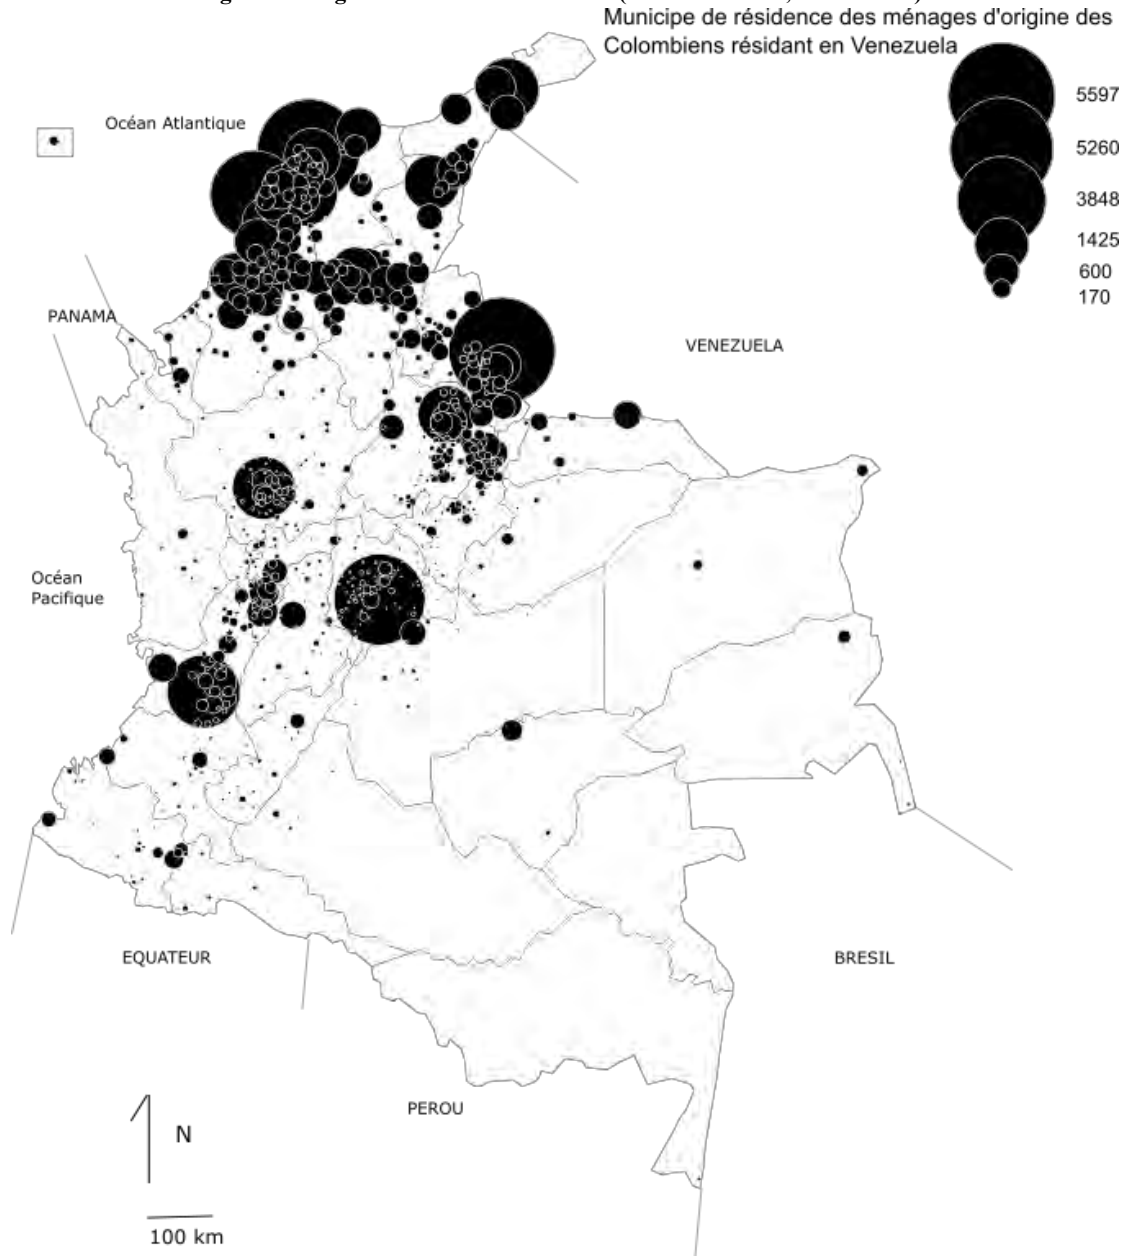 Municipe de résidence des ménages d'origine des
Colombiens résidant en Venezuela
5597
Océan Atlantique
5260
3848
1425
600
170
PANAMA
VENEZUELA
Océan
Pacifique
EQUATEUR
BRESIL
PEROU
N
100 km